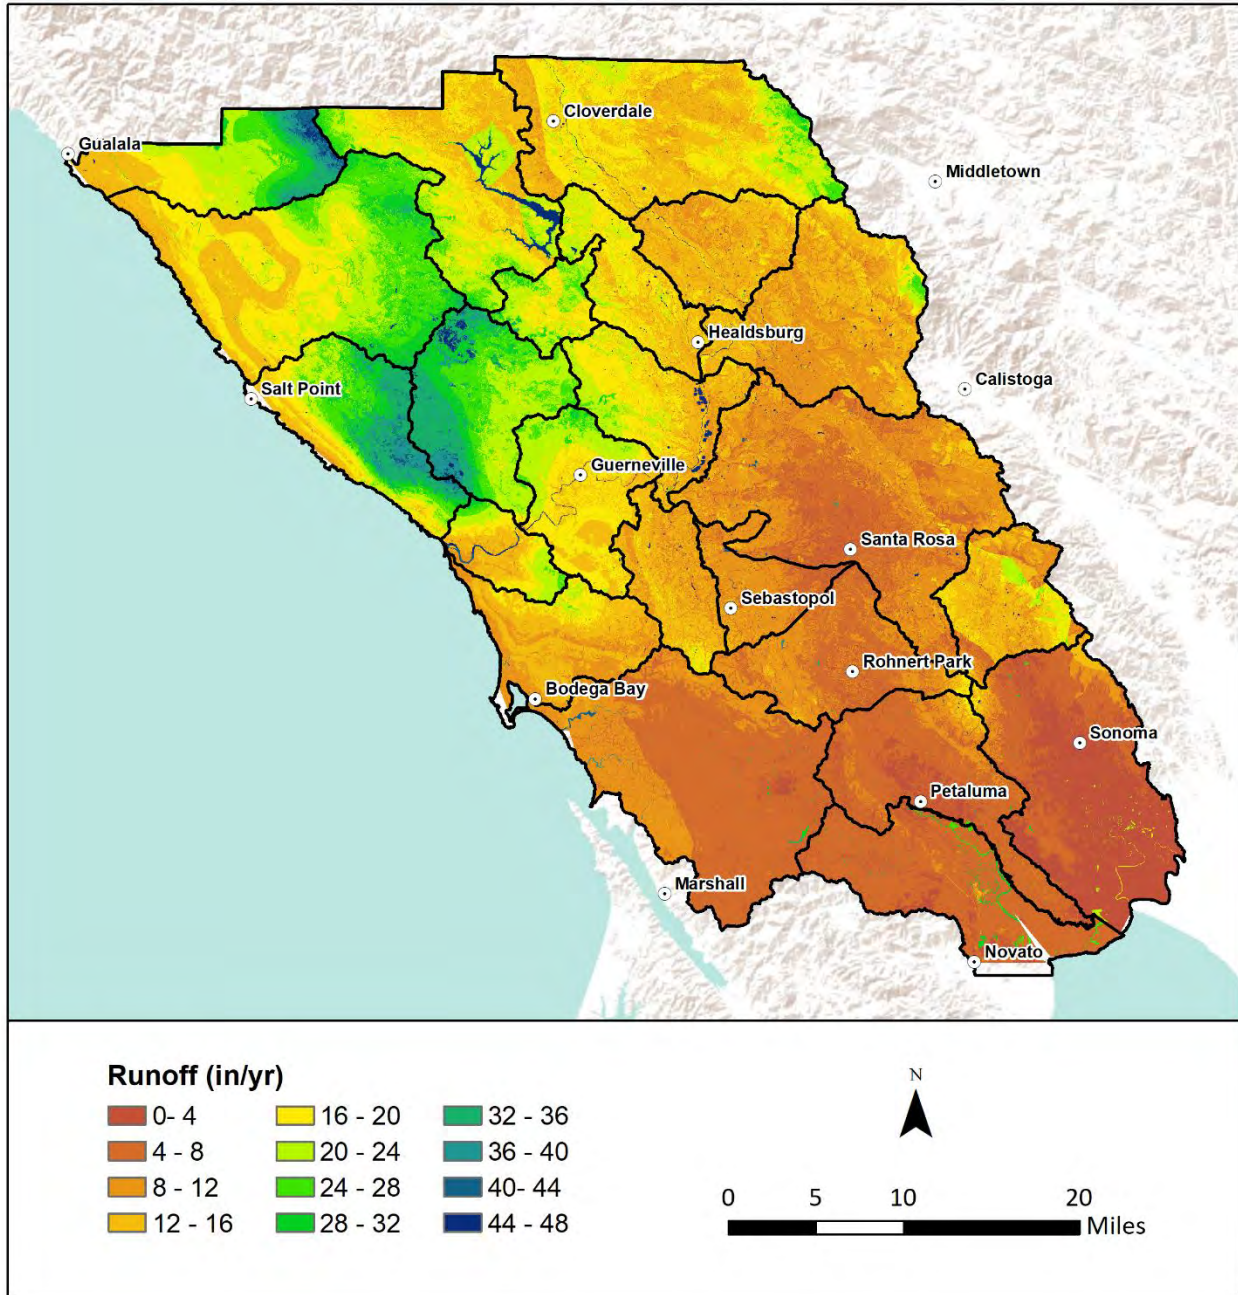 Cloverdale
Gualala
Middletown
Healdsburg
Calistoga
Salt Point
Guerneville
Santa Rosa
Sebastopol
Rohnert Park
Bodega Bay
Sonoma
Petaluma
Marshall
Novato
Runoff (in/yr)
0- 4
4 - 8
8 - 12
12 - 16
16 - 20
20 - 24
24 - 28
28 - 32
32 - 36
36 - 40
40- 44
44 - 48
N
0 5 10 20
Miles